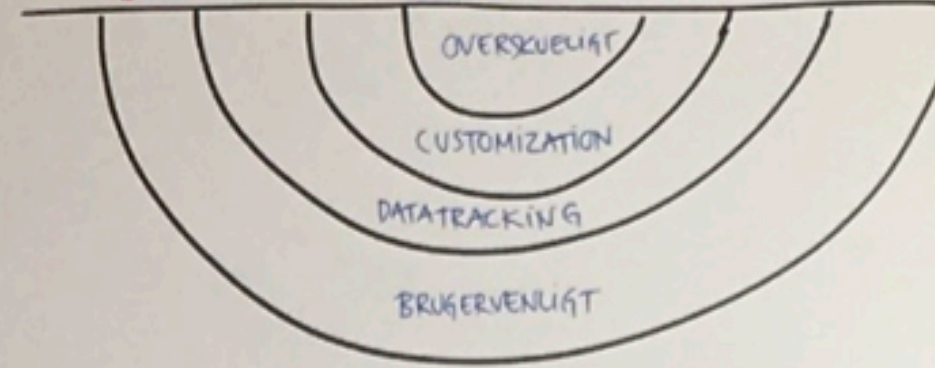 OVERSKUELIGT
CUSTOMIZATION
DATATRACKING
BRUGERVENLIGT